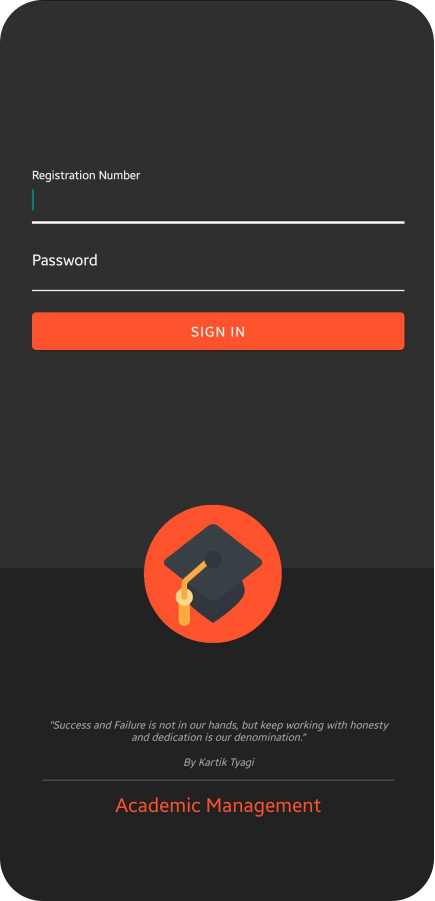 Registration Number
Password
SIGN IN
"Success and Failure is not in our hands, but keep working with honesty
and dedication is our denomination."
By Kartik Tyagi
Academic Management